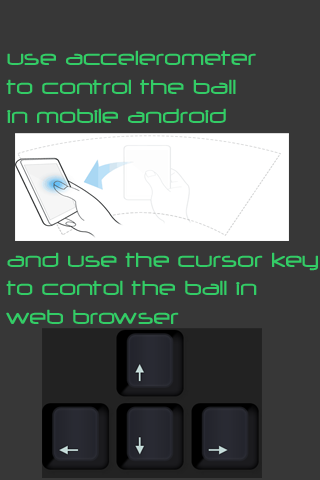 use accelerometer
to control the ball
in mobile android
and use the cursor key
to contol the ball in
web browser
↑
← ↓ →